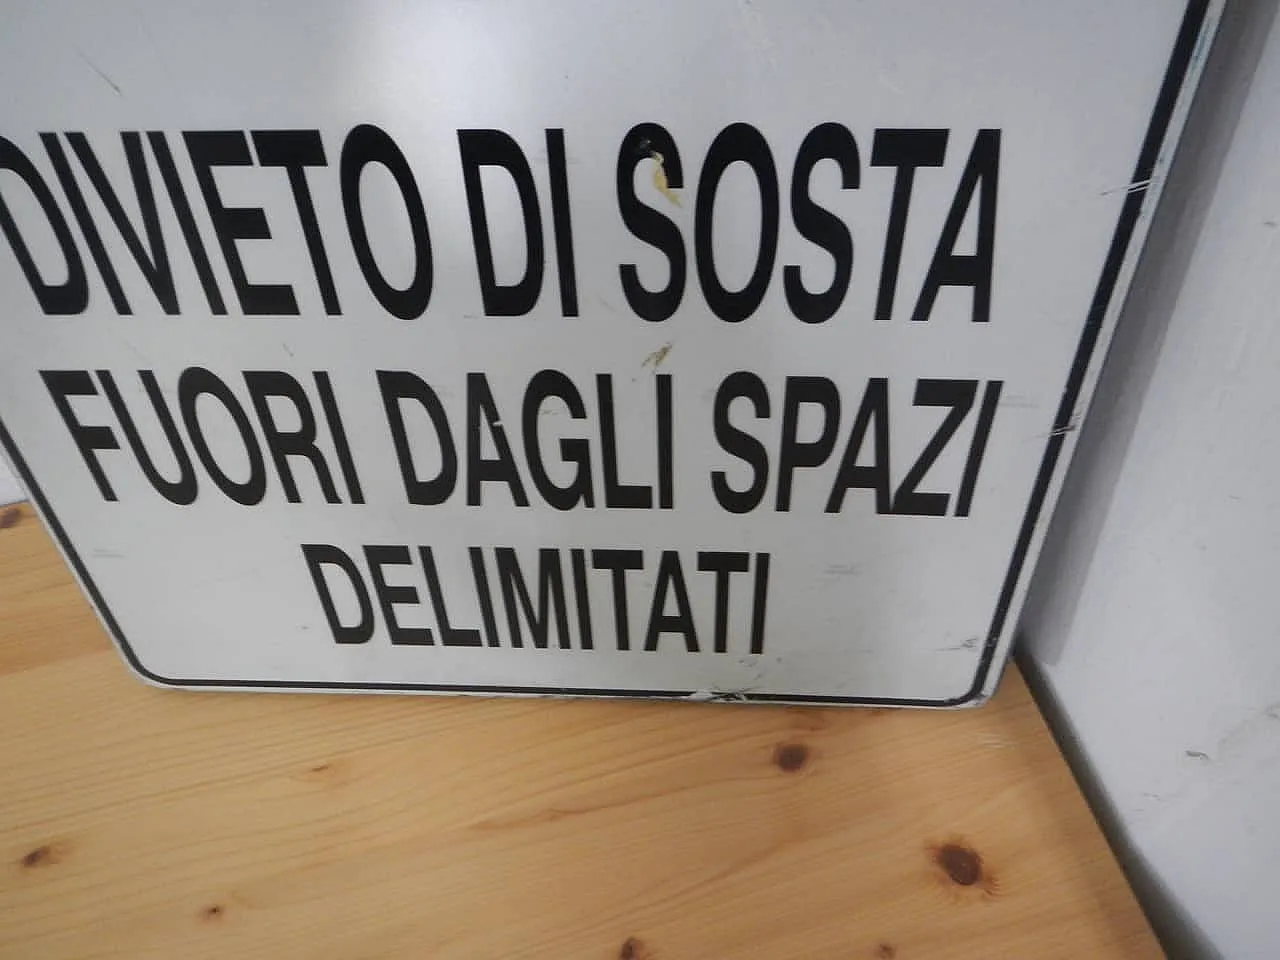 DIVIETO DI SOSTA
FUORI DAGLI SPAZI
DELIMITATI